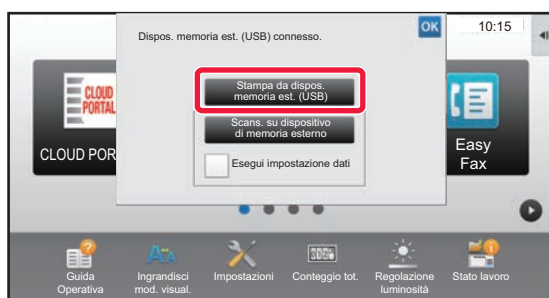 Dispos. memoria est. (USB) connesso.
OK
10:15
Stampa da dispos.
memoria est. (USB)
Scans. su dispositivo
di memoria esterno
Esegui impostazione dati
CLOUD
PORTAL
CLOUD POR
Easy
Fax
Guida
Operativa
Ingrandisci
mod. visual.
Impostazioni
Conteggio tot.
Regolazione
luminosità
Stato lavoro